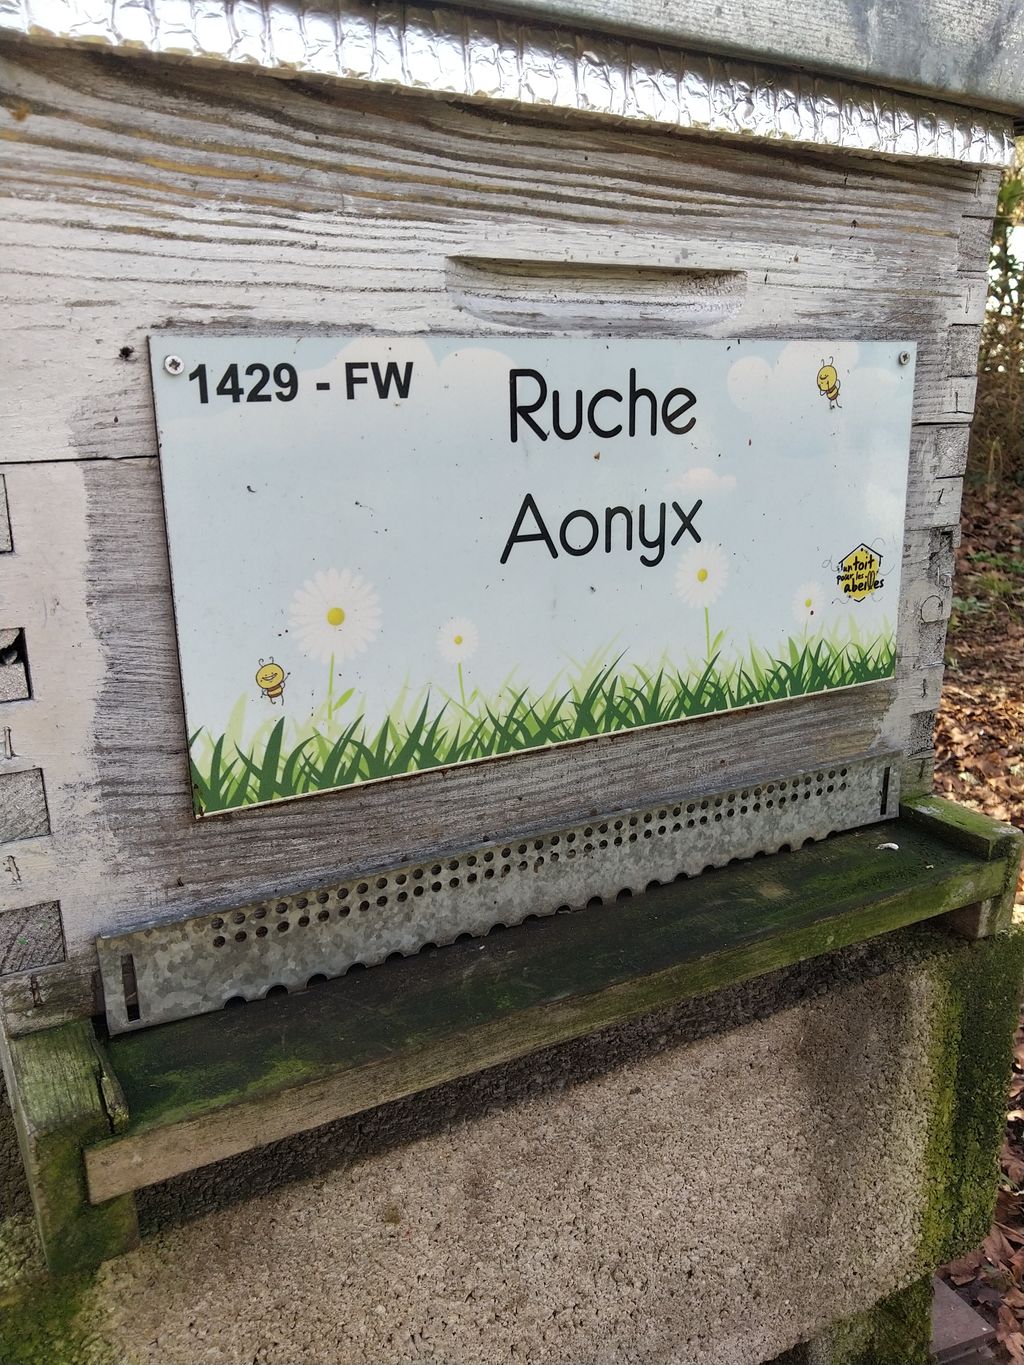 1429 - FW
Ruche
Aonyx
un toit
pour les
abeilles